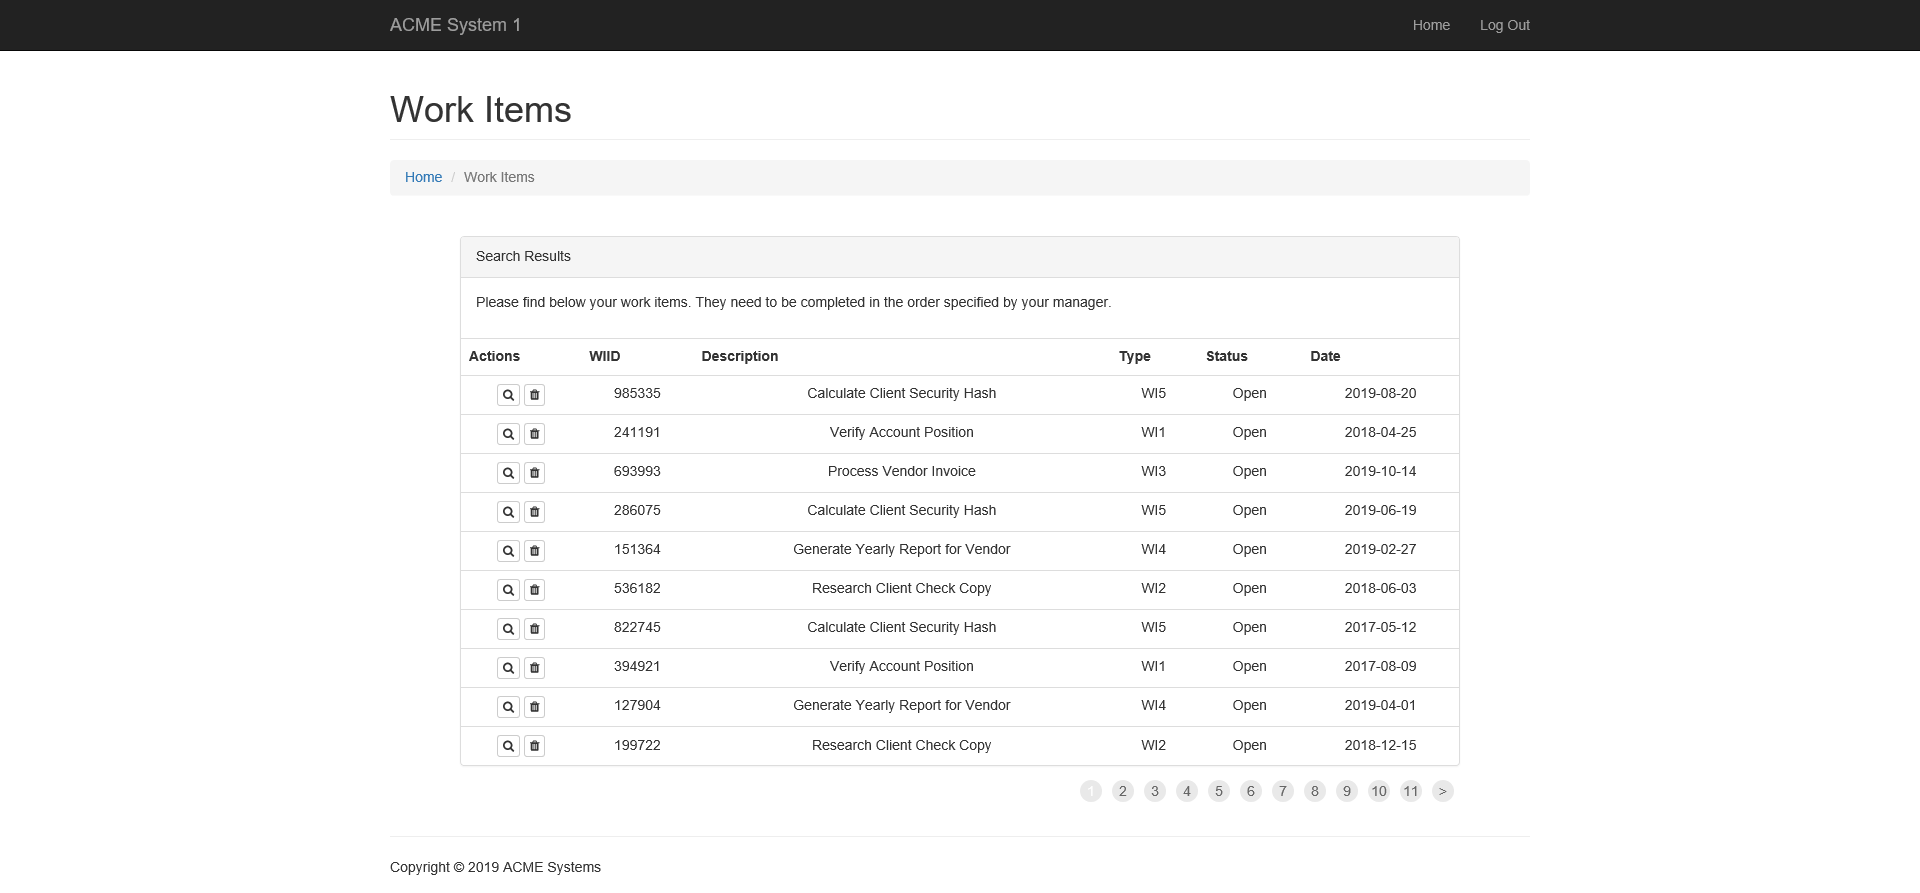 ACME System 1 Home Log Out
Work Items
Home / Work Items
Search Results
Please find below your work items. They need to be completed in the order specified by your manager.
Actions WIID Description Type Status Date
985335 Calculate Client Security Hash WI5 Open 2019-08-20
241191 Verify Account Position WI1 Open 2018-04-25
693993 Process Vendor Invoice WI3 Open 2019-10-14
286075 Calculate Client Security Hash WI5 Open 2019-06-19
151364 Generate Yearly Report for Vendor WI4 Open 2019-02-27
536182 Research Client Check Copy WI2 Open 2018-06-03
822745 Calculate Client Security Hash WI5 Open 2017-05-12
394921 Verify Account Position WI1 Open 2017-08-09
127904 Generate Yearly Report for Vendor WI4 Open 2019-04-01
199722 Research Client Check Copy WI2 Open 2018-12-15
1 2 3 4 5 6 7 8 9 10 11 >
Copyright © 2019 ACME Systems